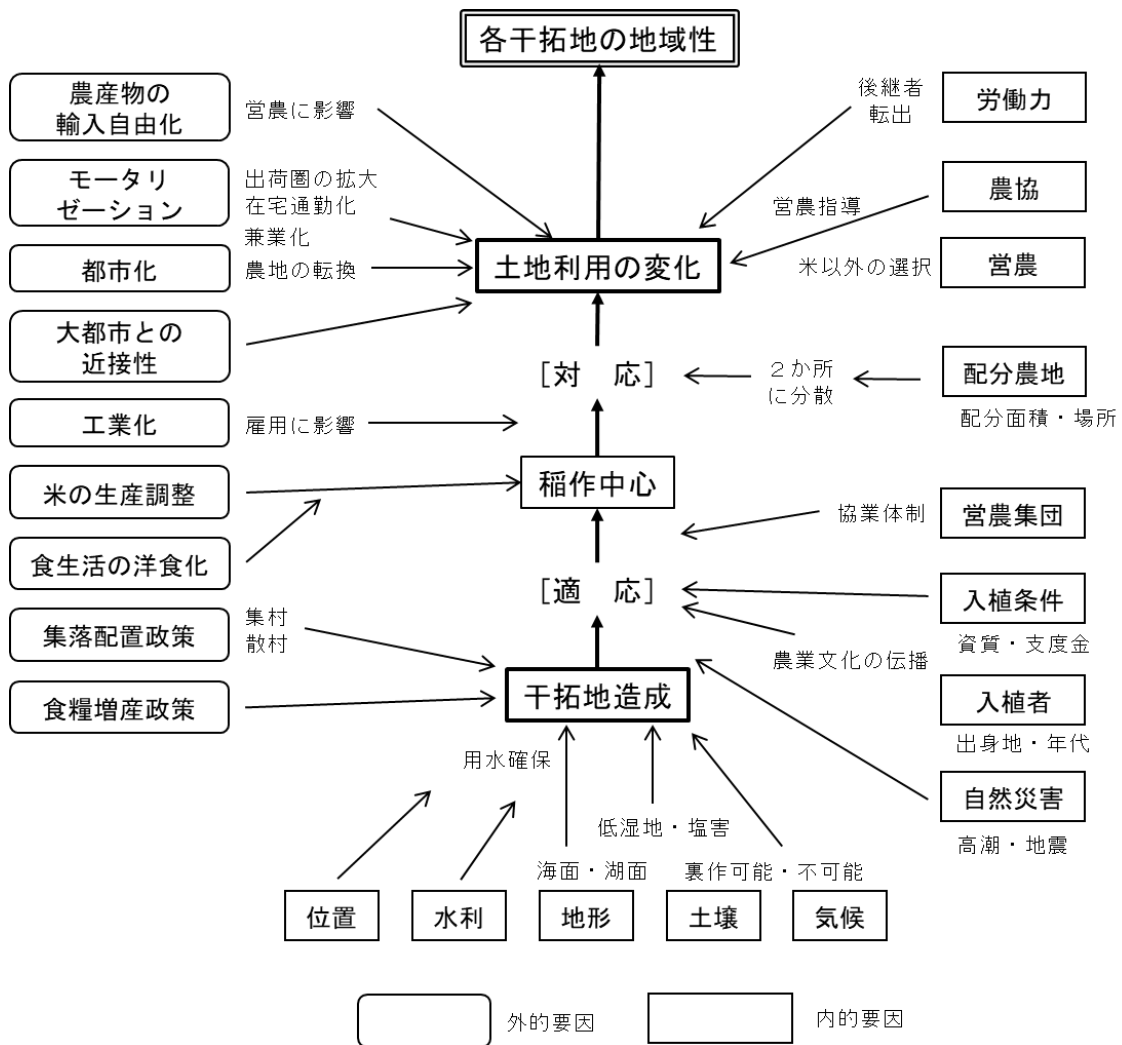 各干拓地の地域性
農産物の
輸入自由化
営農に影響
後継者
転出
労働力
モータリ
ゼーション
出荷圏の拡大
在宅通勤化
兼業化
営農指導
農協
都市化
農地の転換
土地利用の変化
米以外の選択
営農
大都市との
近接性
[対　応]
２か所
に分散
配分農地
配分面積・場所
工業化
雇用に影響
米の生産調整
稲作中心
協業体制
営農集団
食生活の洋食化
[適　応]
入植条件
資質・支度金
集落配置政策
集村
散村
農業文化の伝播
食糧増産政策
干拓地造成
入植者
出身地・年代
用水確保
自然災害
高潮・地震
低湿地・塩害
海面・湖面
裏作可能・不可能
位置
水利
地形
土壌
気候
外的要因
内的要因